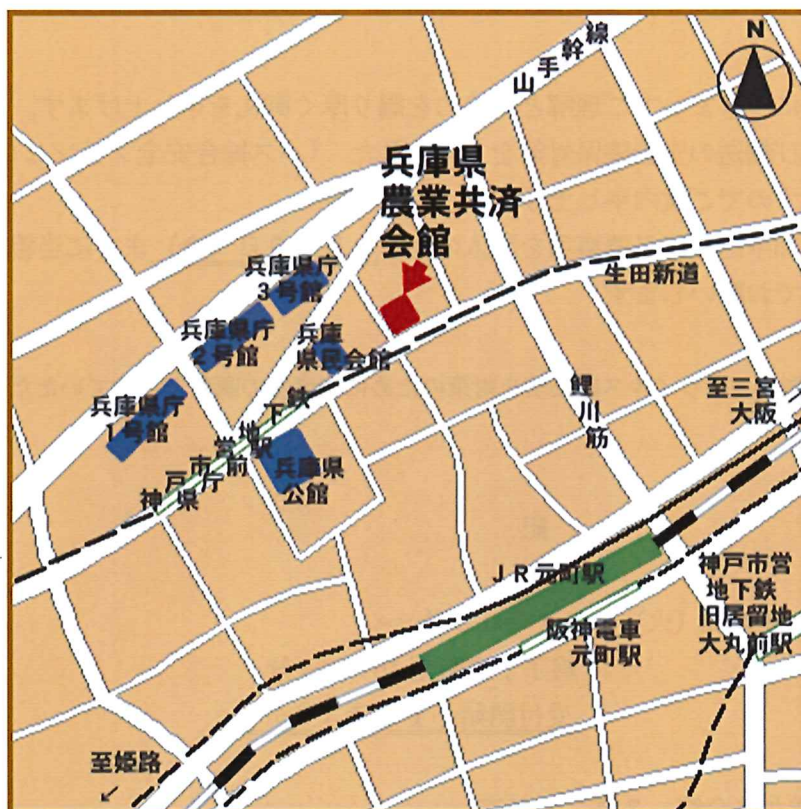 N
山手幹線
兵庫県
農業共済
会館
兵庫県庁
3号館
生田新道
兵庫県庁
2号館
兵庫
県民会館
兵庫県庁
1号館
鯉川筋
至三宮
大阪
神戸市営地下鉄
県庁前駅
兵庫県
公館
JR元町駅
神戸市営
地下鉄
旧居留地
大丸前駅
阪神電車
元町駅
至姫路